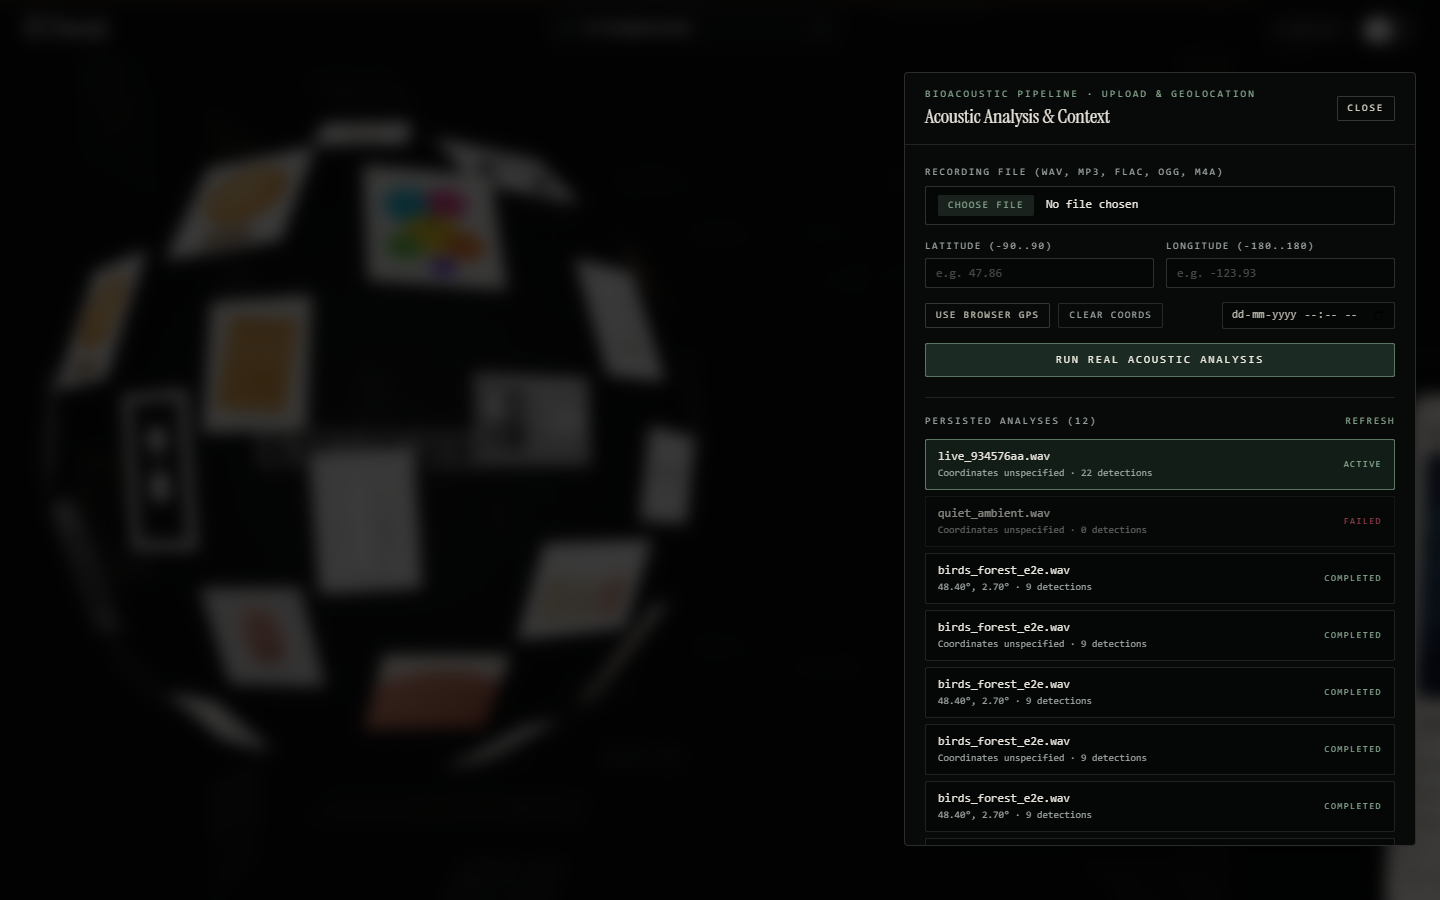 BIOACOUSTIC PIPELINE · UPLOAD & GEOLOCATION
Acoustic Analysis & Context
CLOSE
RECORDING FILE (WAV, MP3, FLAC, OGG, M4A)
CHOOSE FILE No file chosen
LATITUDE (-90..90) LONGITUDE (-180..180)
e.g. 47.86 e.g. -123.93
USE BROWSER GPS CLEAR COORDS dd-mm-yyyy --:-- --
RUN REAL ACOUSTIC ANALYSIS
PERSISTED ANALYSES (12) REFRESH
live_934576aa.wav
Coordinates unspecified · 22 detections
ACTIVE
quiet_ambient.wav
Coordinates unspecified · 0 detections
FAILED
birds_forest_e2e.wav
48.40°, 2.70° · 9 detections
COMPLETED
birds_forest_e2e.wav
Coordinates unspecified · 9 detections
COMPLETED
birds_forest_e2e.wav
48.40°, 2.70° · 9 detections
COMPLETED
birds_forest_e2e.wav
Coordinates unspecified · 9 detections
COMPLETED
birds_forest_e2e.wav
48.40°, 2.70° · 9 detections
COMPLETED